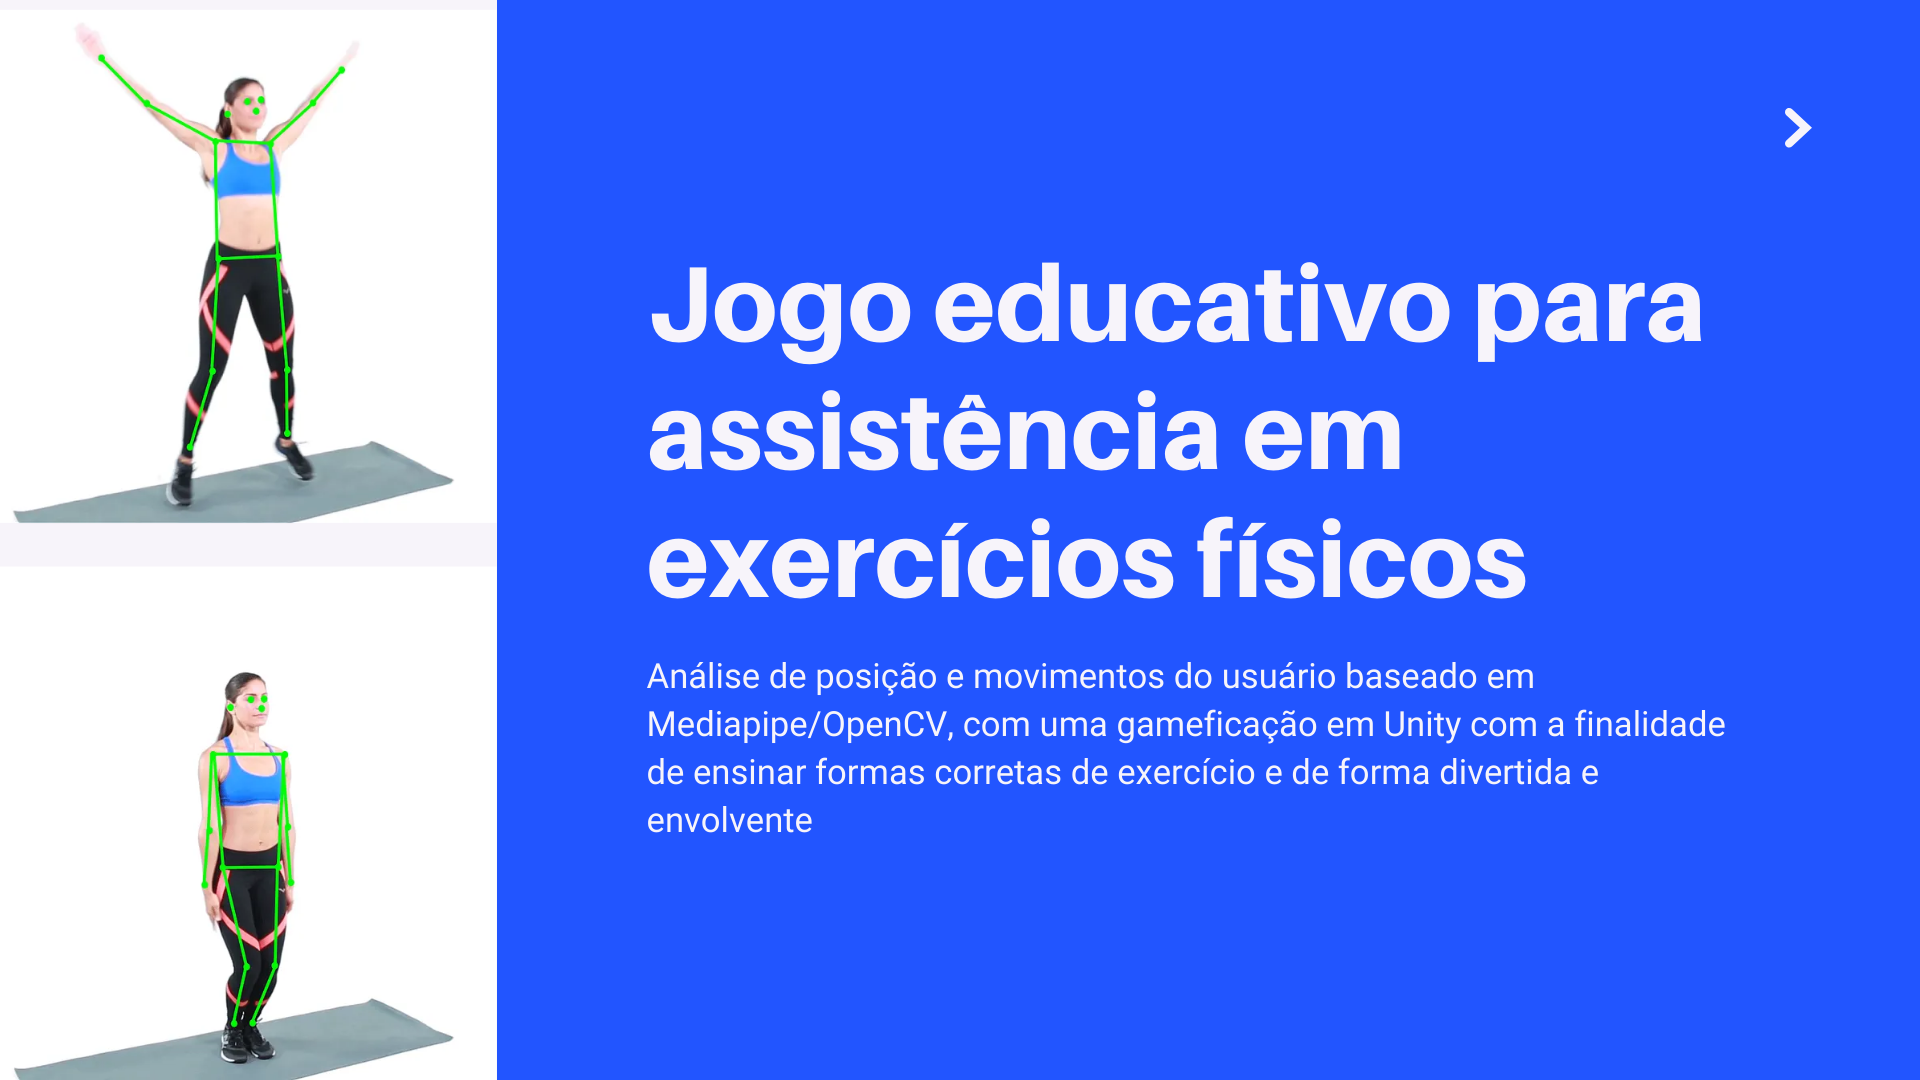 Jogo educativo para
assistência em
exercícios físicos
Análise de posição e movimentos do usuário baseado em
Mediapipe/OpenCV, com uma gameficação em Unity com a finalidade
de ensinar formas corretas de exercício e de forma divertida e
envolvente